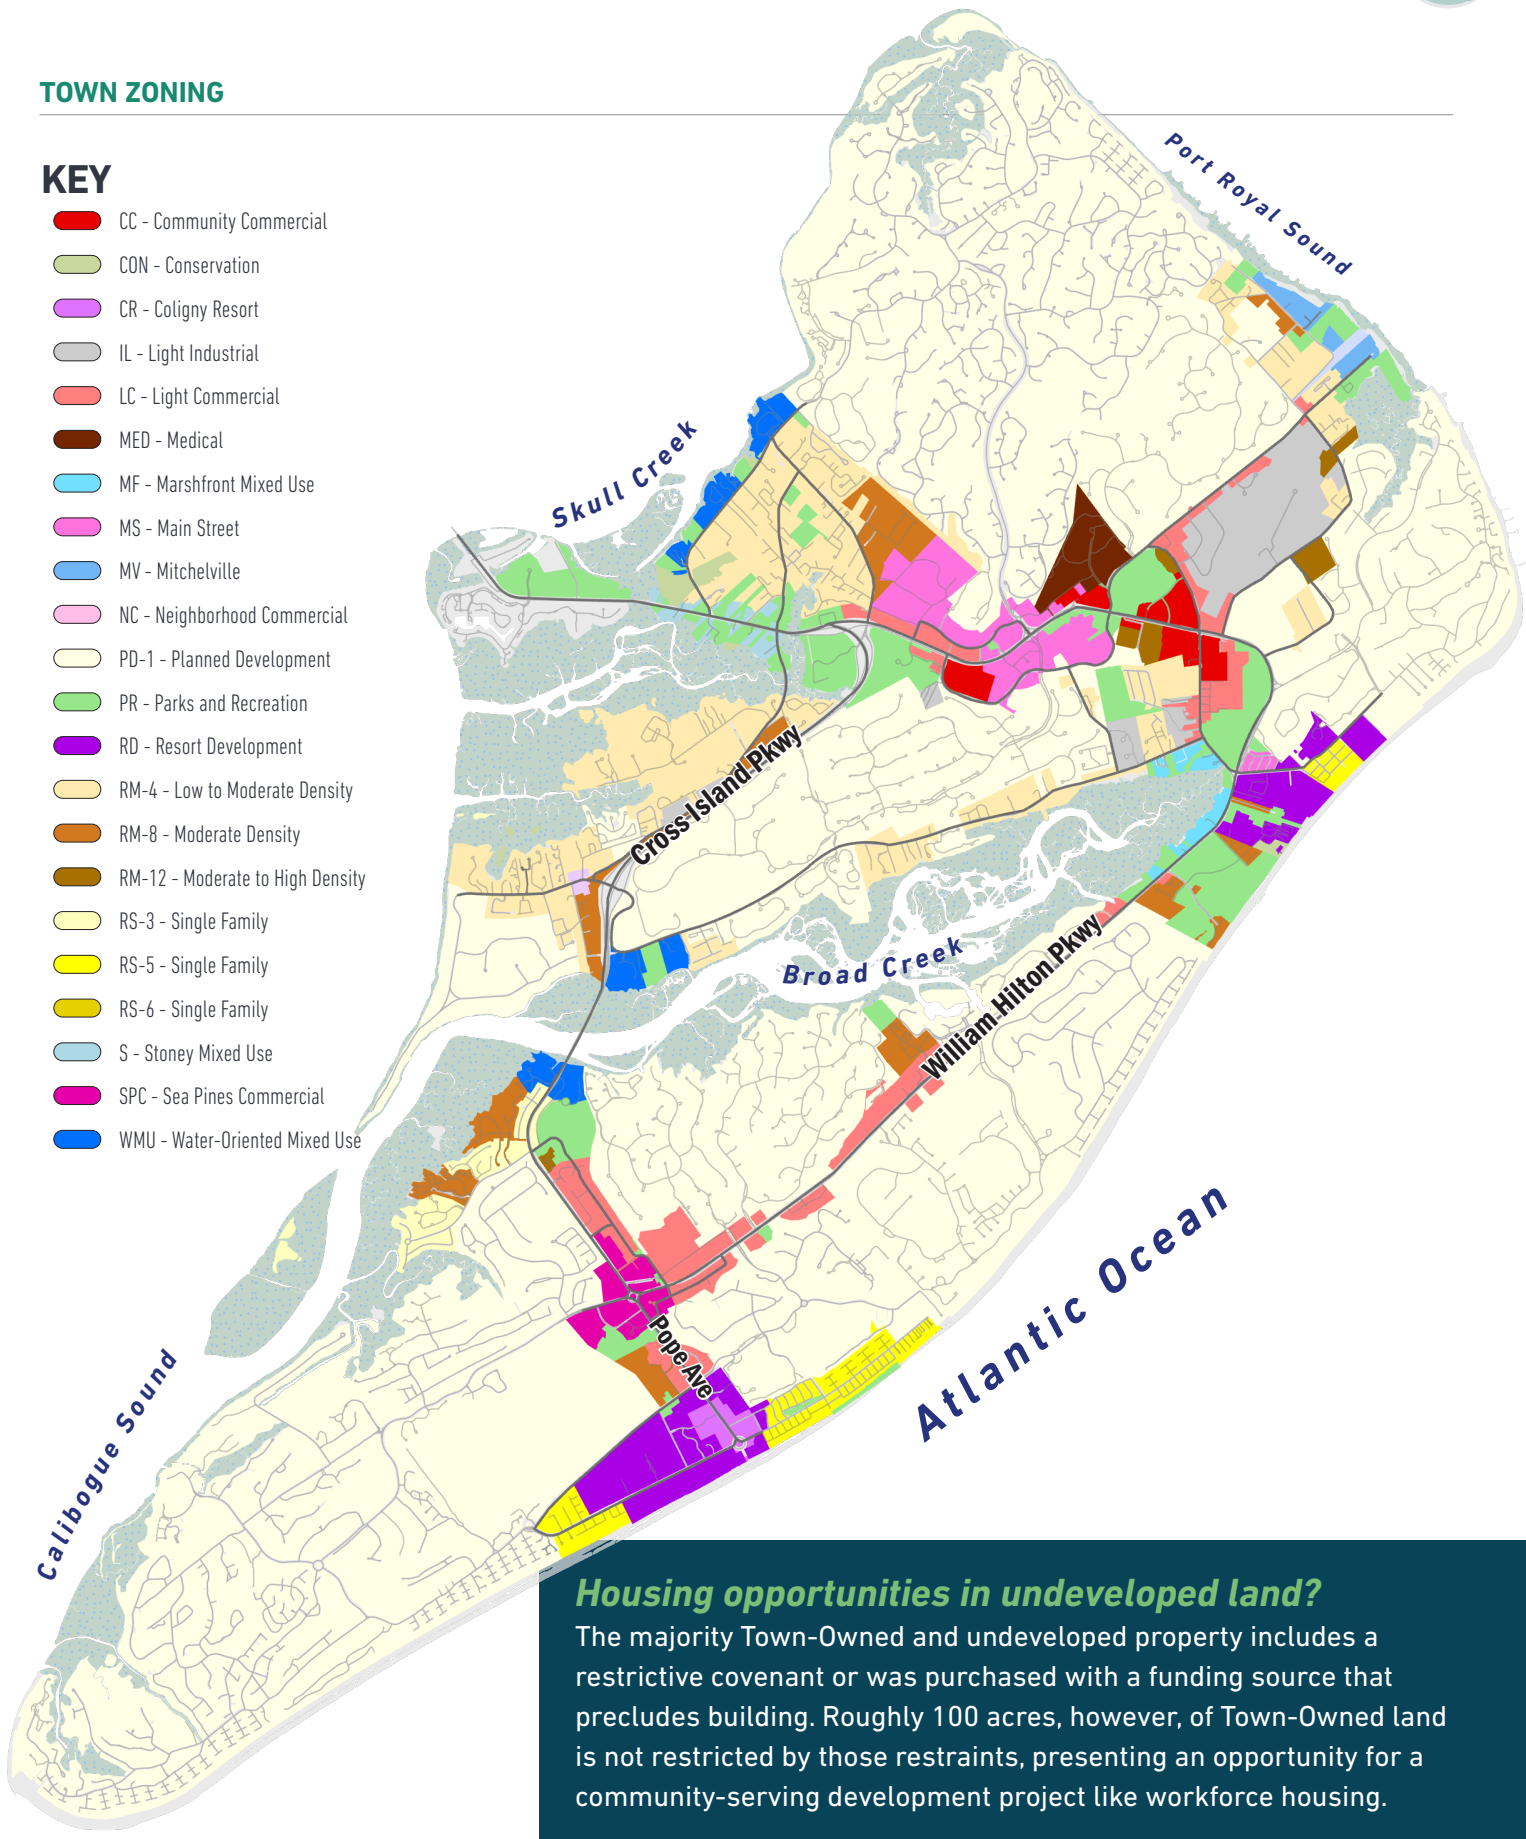 TOWN ZONING
KEY
CC - Community Commercial
CON - Conservation
CR - Coligny Resort
IL - Light Industrial
LC - Light Commercial
MED - Medical
MF - Marshfront Mixed Use
MS - Main Street
MV - Mitchelville
NC - Neighborhood Commercial
PD-1 - Planned Development
PR - Parks and Recreation
RD - Resort Development
RM-4 - Low to Moderate Density
RM-8 - Moderate Density
RM-12 - Moderate to High Density
RS-3 - Single Family
RS-5 - Single Family
RS-6 - Single Family
S - Stoney Mixed Use
SPC - Sea Pines Commercial
WMU - Water-Oriented Mixed Use
Port Royal Sound
Skull Creek
Cross Island Pkwy
Broad Creek
William Hilton Pkwy
Atlantic Ocean
Pope Ave
Calibogue Sound
Housing opportunities in undeveloped land?
The majority Town-Owned and undeveloped property includes a
restrictive covenant or was purchased with a funding source that
precludes building. Roughly 100 acres, however, of Town-Owned land
is not restricted by those restraints, presenting an opportunity for a
community-serving development project like workforce housing.